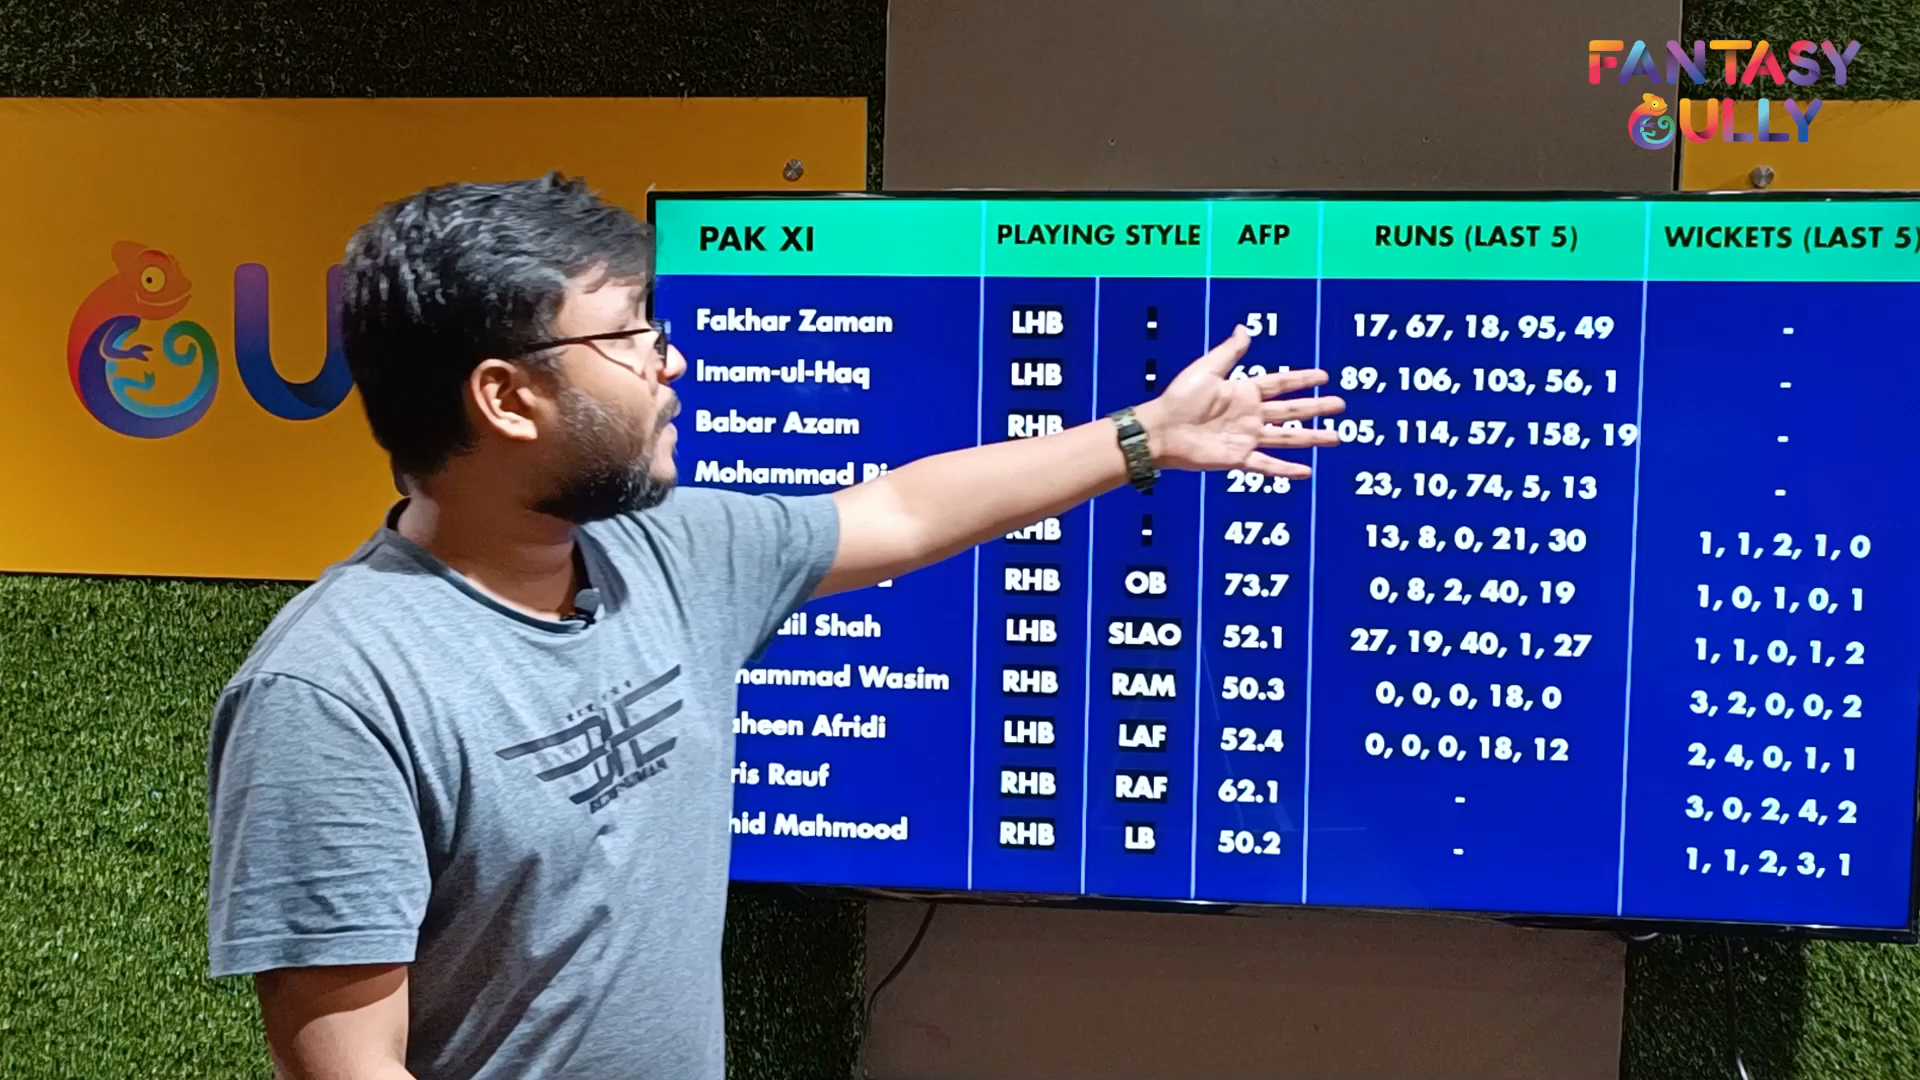 FANTASY
GULLY
U
PAK XI PLAYING STYLE AFP RUNS (LAST 5) WICKETS (LAST 5)
Fakhar Zaman LHB - 51 17, 67, 18, 95, 49 -
Imam-ul-Haq LHB - 89, 106, 103, 56, 1 -
Babar Azam RHB 105, 114, 57, 158, 19 -
Mohammad 29.8 23, 10, 74, 5, 13 -
RHB - 47.6 13, 8, 0, 21, 30 1, 1, 2, 1, 0
RHB OB 73.7 0, 8, 2, 40, 19 1, 0, 1, 0, 1
Shah LHB SLAO 52.1 27, 19, 40, 1, 27 1, 1, 0, 1, 2
Wasim RHB RAM 50.3 0, 0, 0, 18, 0 3, 2, 0, 0, 2
Afridi LHB LAF 52.4 0, 0, 0, 18, 12 2, 4, 0, 1, 1
Rauf RHB RAF 62.1 - 3, 0, 2, 4, 2
Mahmood RHB LB 50.2 - 1, 1, 2, 3, 1